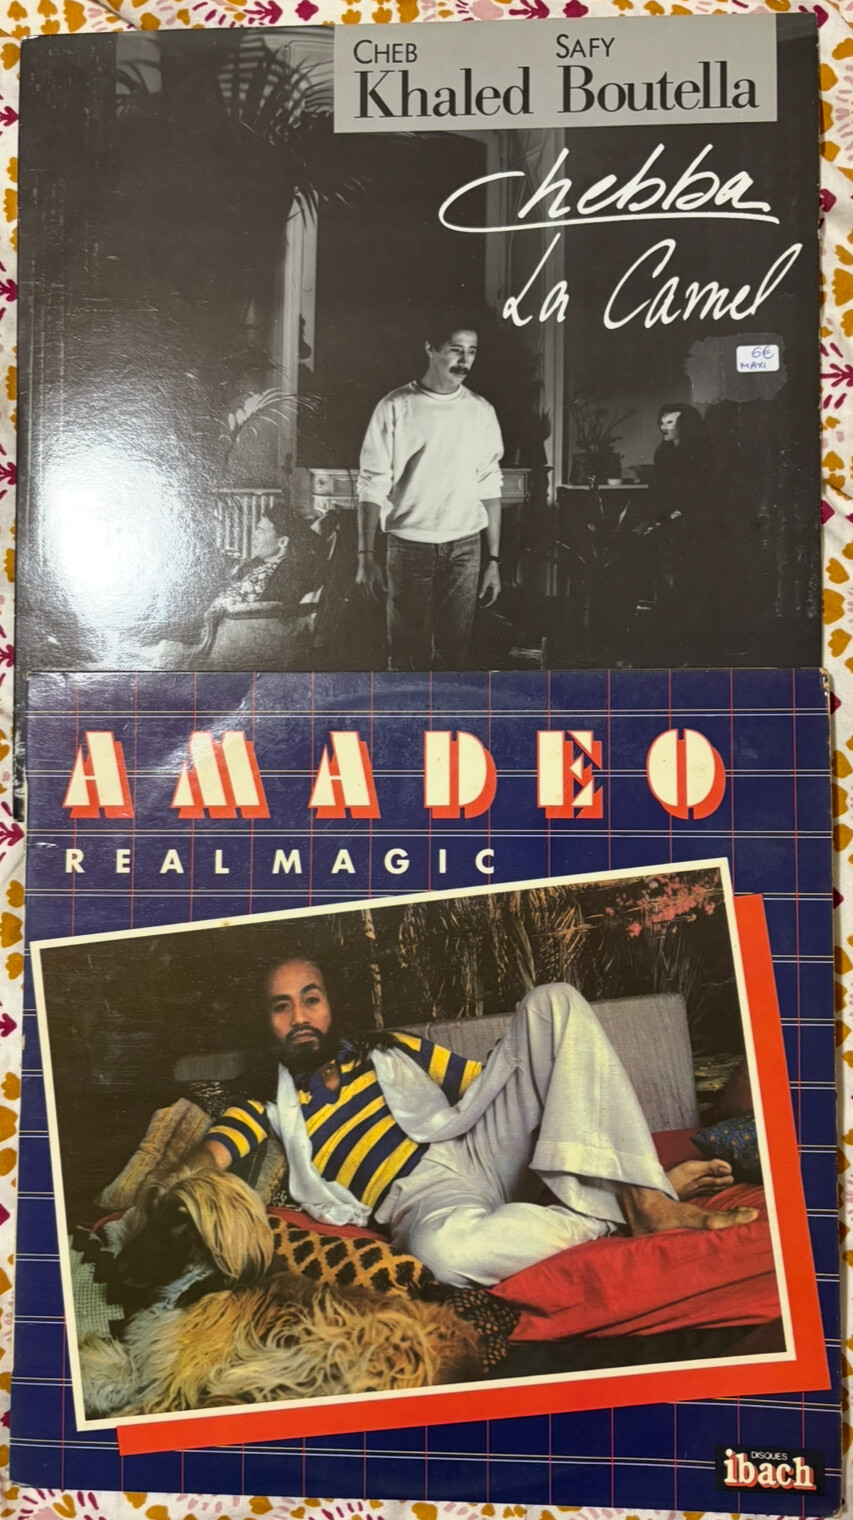 CHEB SAFY
Khaled Boutella
Chebba
La Camel
6€
MAXI
AMADEO
REAL MAGIC
DISQUES
ibach